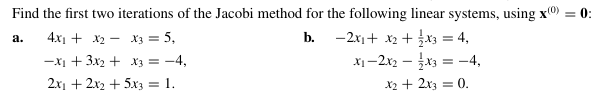 Find the first two iterations of the Jacobi method for the following linear systems, using x⁽⁰⁾ = 0:
a. 4x₁ + x₂ − x₃ = 5,
−x₁ + 3x₂ + x₃ = −4,
2x₁ + 2x₂ + 5x₃ = 1.
b. −2x₁+ x₂ + ½x₃ = 4,
x₁−2x₂ − ½x₃ = −4,
x₂ + 2x₃ = 0.